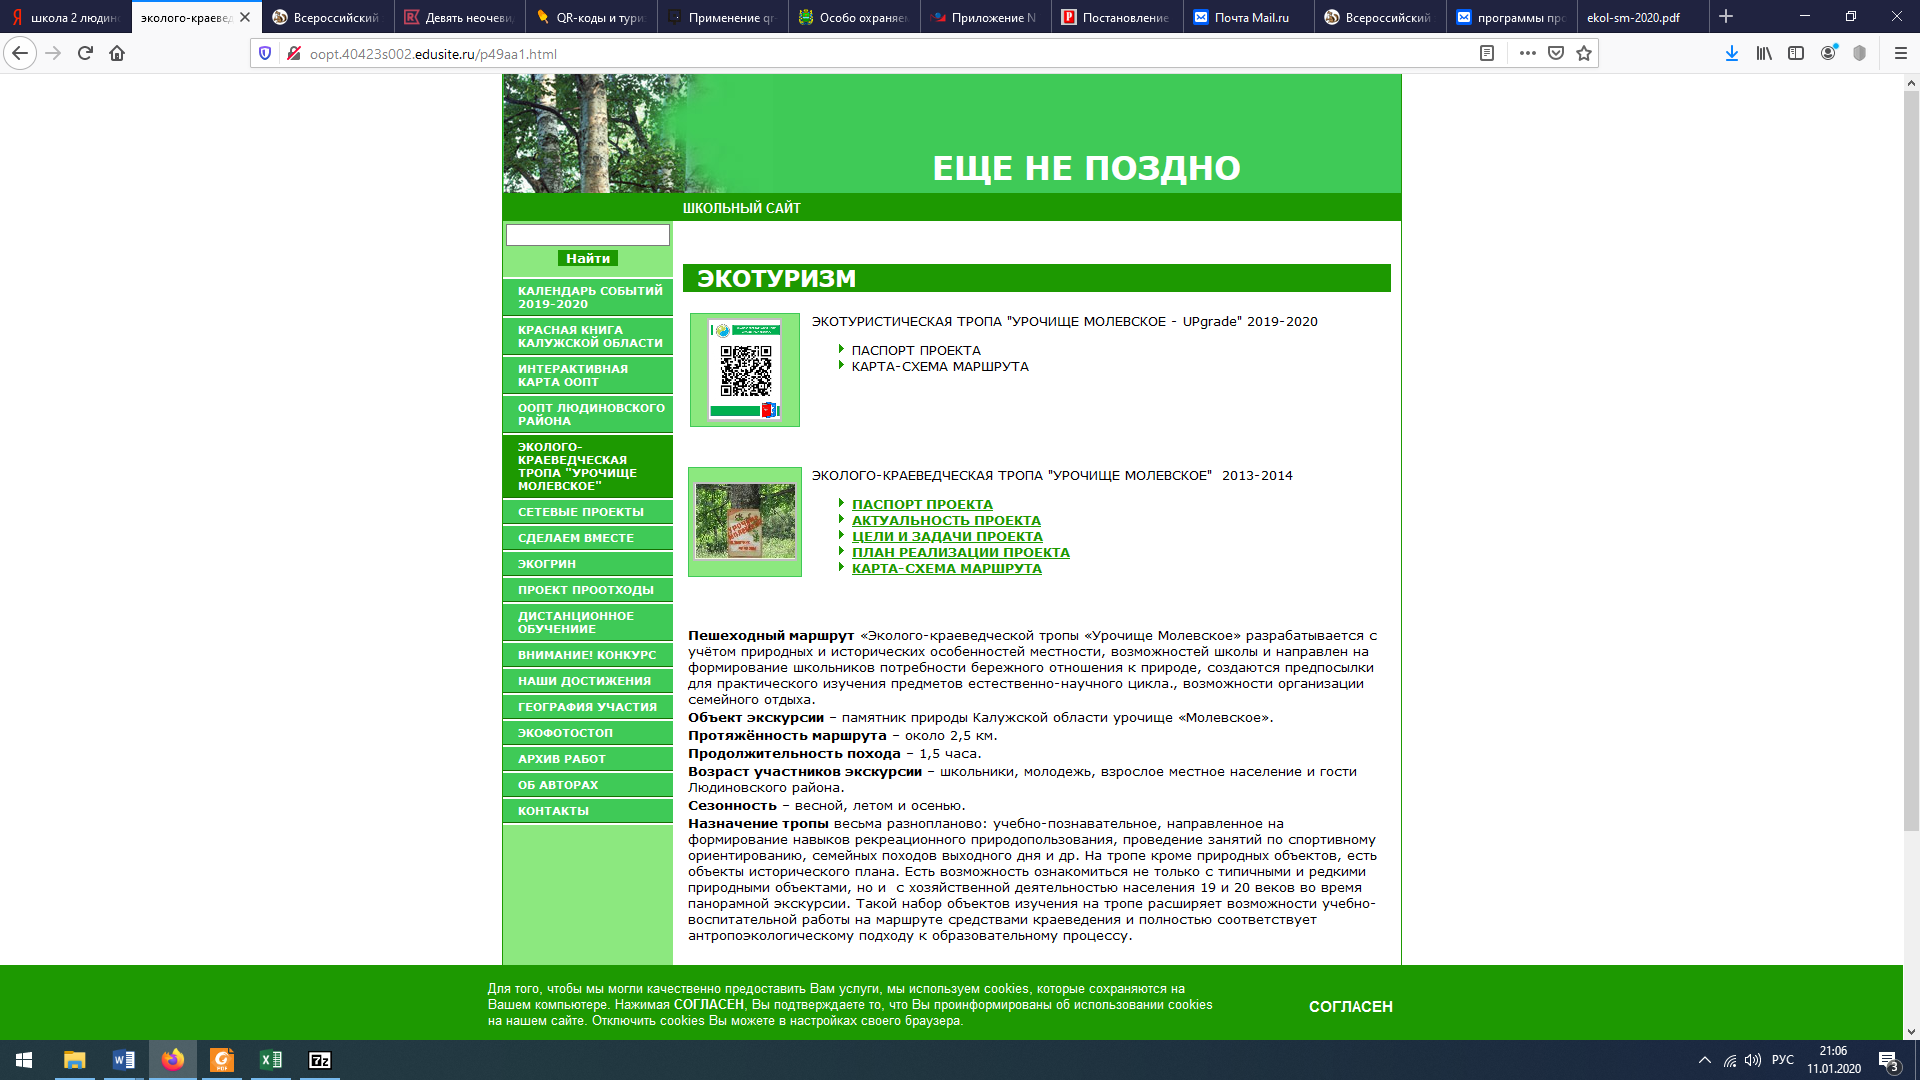 школа 2 людин
эколого-краевед
Всероссийский
Девять неочевид
QR-коды и тури
Применение qr-
Особо охраняем
Приложение N
Постановление
Почта Mail.ru
Всероссийский
программы пр
ekol-sm-2020.pdf
oopt.40423s002.edusite.ru/p49aa1.html
ЕЩЕ НЕ ПОЗДНО
ШКОЛЬНЫЙ САЙТ
Найти
КАЛЕНДАРЬ СОБЫТИЙ
2019-2020
КРАСНАЯ КНИГА
КАЛУЖСКОЙ ОБЛАСТИ
ИНТЕРАКТИВНАЯ
КАРТА ООПТ
ООПТ ЛЮДИНОВСКОГО
РАЙОНА
ЭКОЛОГО-
КРАЕВЕДЧЕСКАЯ
ТРОПА "УРОЧИЩЕ
МОЛЕВСКОЕ"
СЕТЕВЫЕ ПРОЕКТЫ
СДЕЛАЕМ ВМЕСТЕ
ЭКОГРИН
ПРОЕКТ ПРООТХОДЫ
ДИСТАНЦИОННОЕ
ОБУЧЕНИИЕ
ВНИМАНИЕ! КОНКУРС
НАШИ ДОСТИЖЕНИЯ
ГЕОГРАФИЯ УЧАСТИЯ
ЭКОФОТОСТОП
АРХИВ РАБОТ
ОБ АВТОРАХ
КОНТАКТЫ
ЭКОТУРИЗМ
ЭКОТУРИСТИЧЕСКАЯ ТРОПА "УРОЧИЩЕ МОЛЕВСКОЕ - UPgrade" 2019-2020
ПАСПОРТ ПРОЕКТА
КАРТА-СХЕМА МАРШРУТА
ЭКОЛОГО-КРАЕВЕДЧЕСКАЯ ТРОПА "УРОЧИЩЕ МОЛЕВСКОЕ" 2013-2014
ПАСПОРТ ПРОЕКТА
АКТУАЛЬНОСТЬ ПРОЕКТА
ЦЕЛИ И ЗАДАЧИ ПРОЕКТА
ПЛАН РЕАЛИЗАЦИИ ПРОЕКТА
КАРТА-СХЕМА МАРШРУТА
Пешеходный маршрут «Эколого-краеведческой тропы «Урочище Молевское» разрабатывается с
учётом природных и исторических особенностей местности, возможностей школы и направлен на
формирование школьников потребности бережного отношения к природе, создаются предпосылки
для практического изучения предметов естественно-научного цикла., возможности организации
семейного отдыха.
Объект экскурсии – памятник природы Калужской области урочище «Молевское».
Протяжённость маршрута – около 2,5 км.
Продолжительность похода – 1,5 часа.
Возраст участников экскурсии – школьники, молодежь, взрослое местное население и гости
Людиновского района.
Сезонность – весной, летом и осенью.
Назначение тропы весьма разнопланово: учебно-познавательное, направленное на
формирование навыков рекреационного природопользования, проведение занятий по спортивному
ориентированию, семейных походов выходного дня и др. На тропе кроме природных объектов, есть
объекты исторического плана. Есть возможность ознакомиться не только с типичными и редкими
природными объектами, но и с хозяйственной деятельностью населения 19 и 20 веков во время
панорамной экскурсии. Такой набор объектов изучения на тропе расширяет возможности учебно-
воспитательной работы на маршруте средствами краеведения и полностью соответствует
антропоэкологическому подходу к образовательному процессу.
Для того, чтобы мы могли качественно предоставить Вам услуги, мы используем cookies, которые сохраняются на
Вашем компьютере. Нажимая СОГЛАСЕН, Вы подтверждаете то, что Вы проинформированы об использовании cookies
на нашем сайте. Отключить cookies Вы можете в настройках своего браузера.
СОГЛАСЕН
РУС
21:06
11.01.2020
3